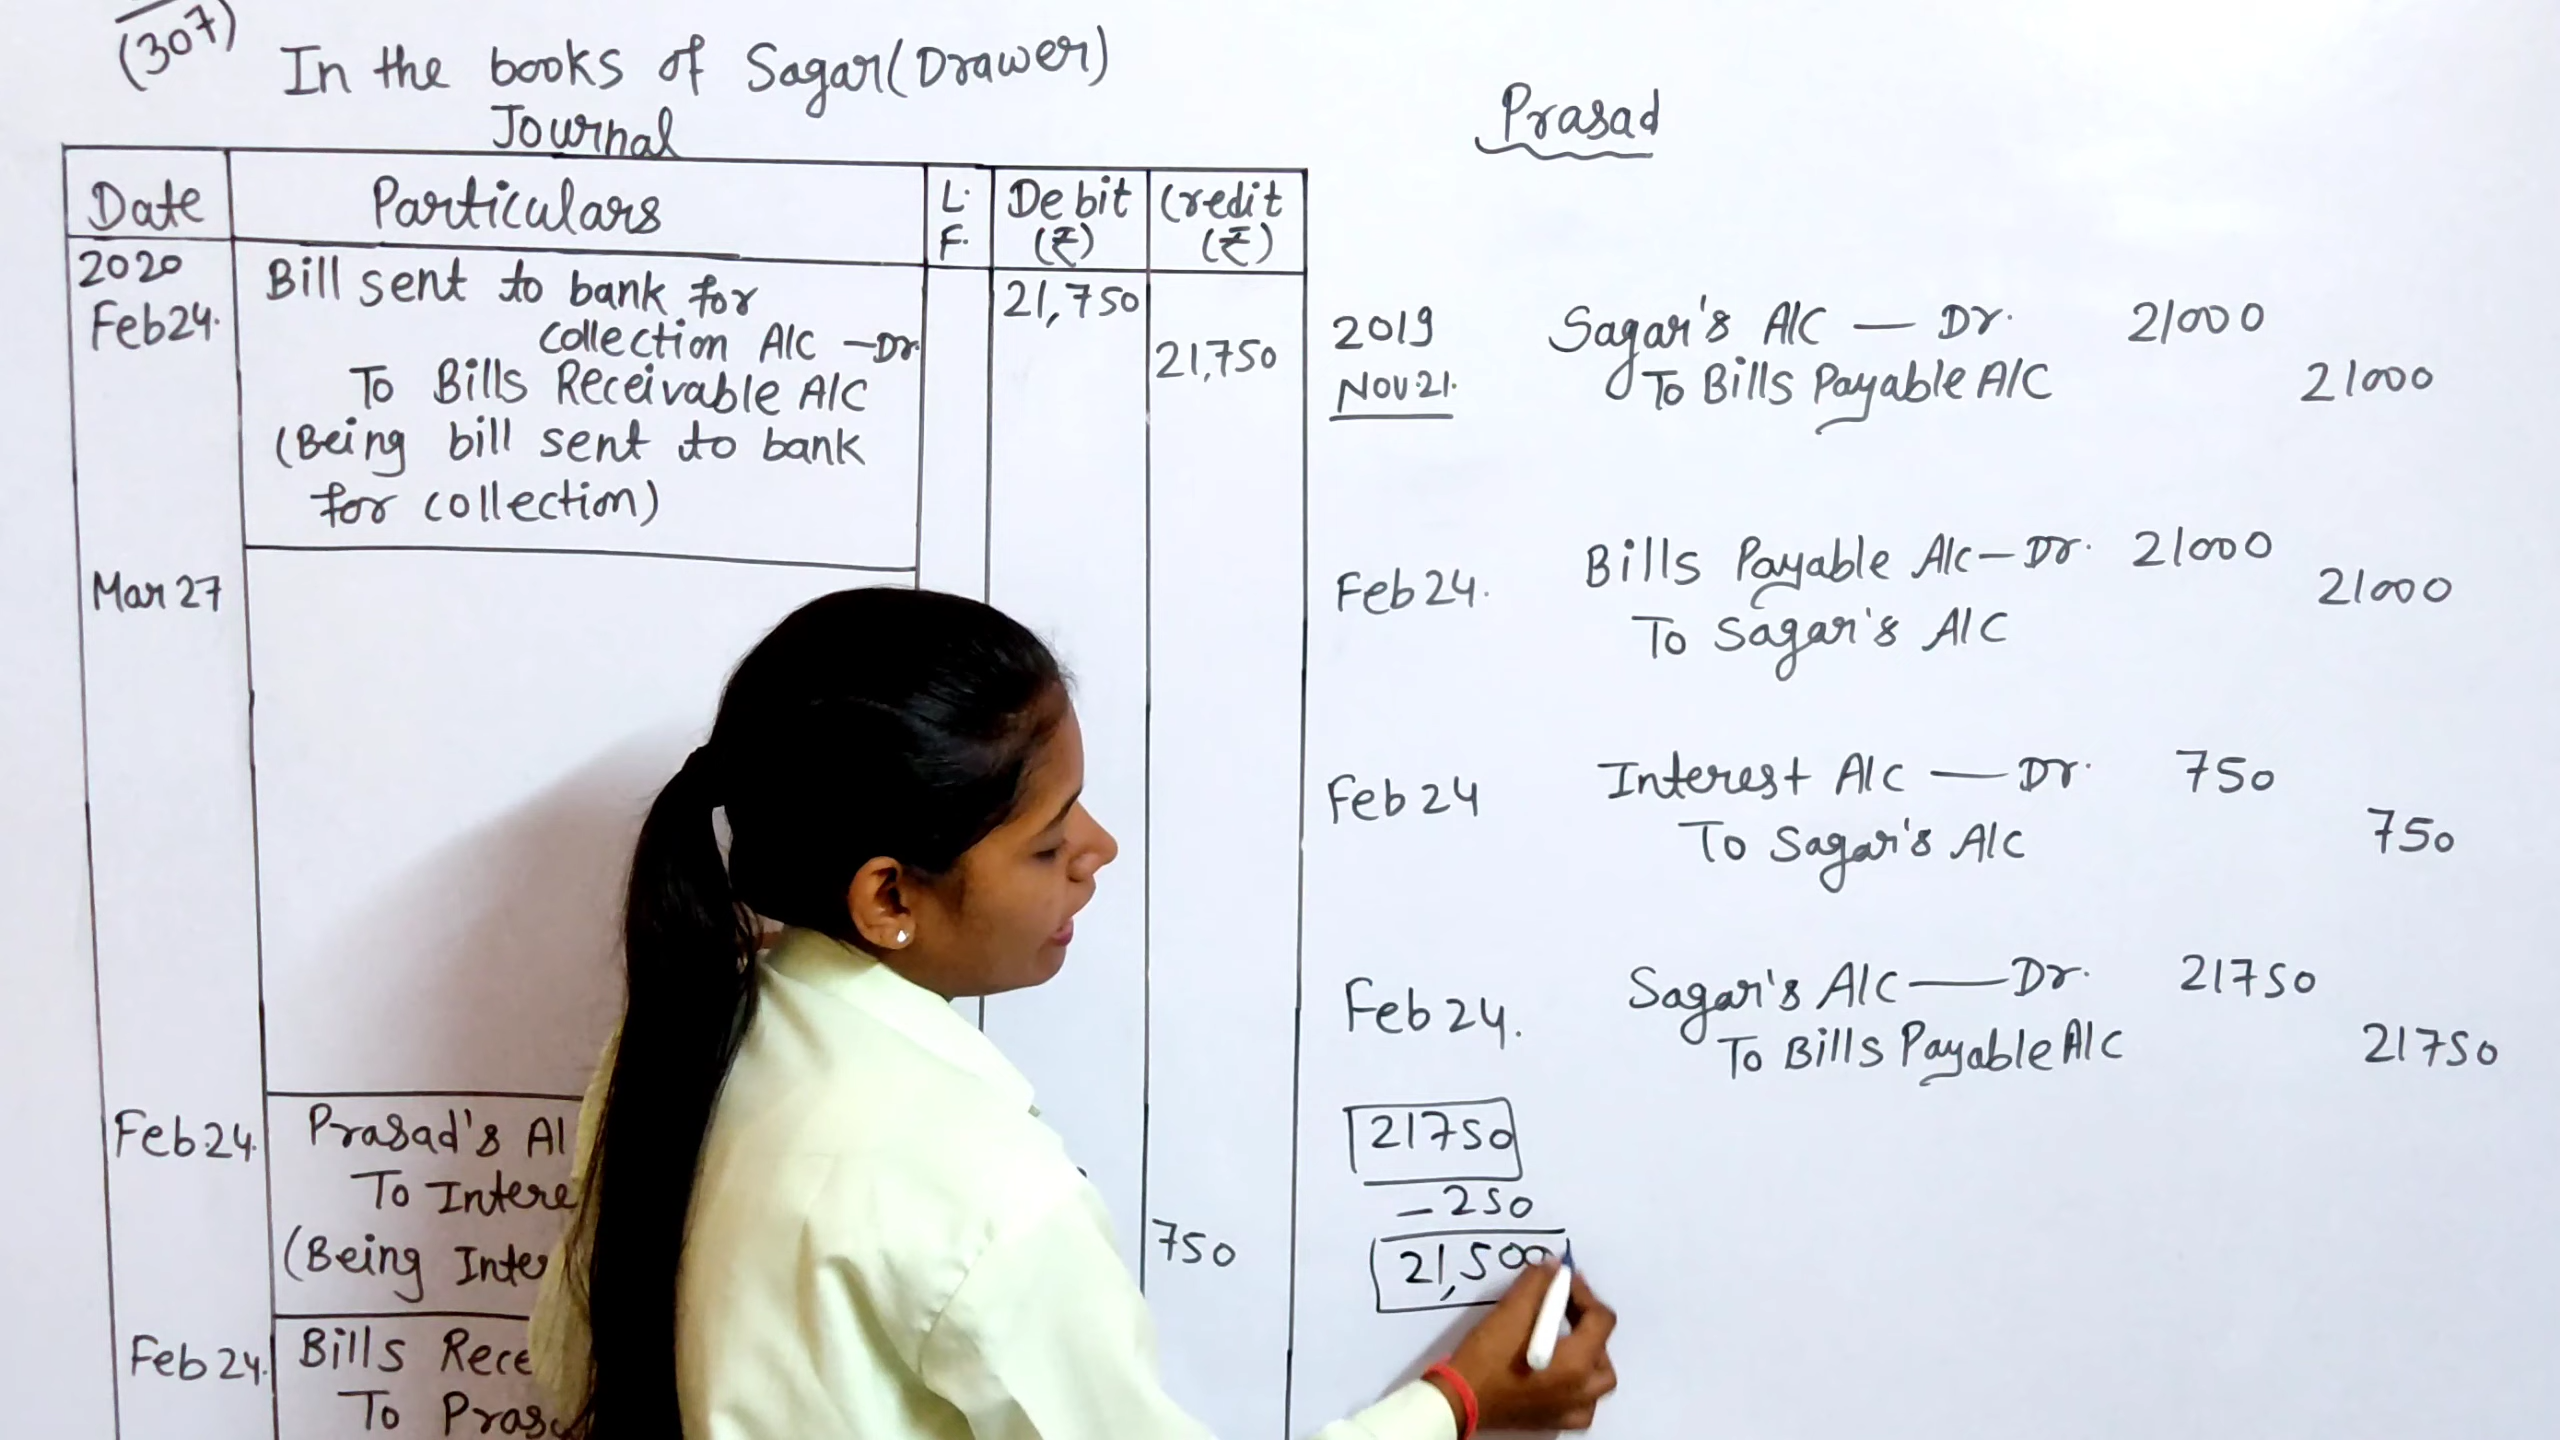 (307)
In the books of Sagar(Drawer)
Journal
Date Particulars L.F. Debit (₹) Credit (₹)
2020
Feb 24. Bill sent to bank for 21,750
collection A/C – Dr.
To Bills Receivable A/C 21,750
(Being bill sent to bank
for collection)
Mar 27
Feb 24. Prasad's A/
To Intere
(Being Inte
750
Feb 24. Bills Rece
To Pras
Prasad
2019
Nov. 21. Sagar's A/C — Dr. 21000
To Bills Payable A/C 21000
Feb 24. Bills Payable A/c – Dr. 21000
To Sagar's A/C 21000
Feb 24 Interest A/C — Dr. 750
To Sagar's A/C 750
Feb 24. Sagar's A/C — Dr. 21750
To Bills Payable A/C 21750
21750
– 250
21,500